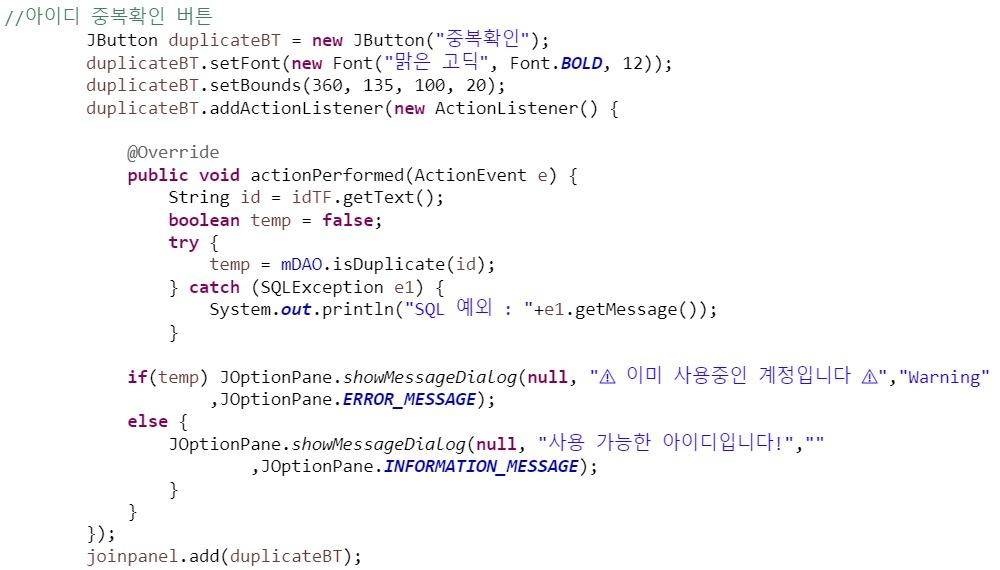 //아이디 중복확인 버튼
JButton duplicateBT = new JButton("중복확인");
duplicateBT.setFont(new Font("맑은 고딕", Font.BOLD, 12));
duplicateBT.setBounds(360, 135, 100, 20);
duplicateBT.addActionListener(new ActionListener() {
@Override
public void actionPerformed(ActionEvent e) {
String id = idTF.getText();
boolean temp = false;
try {
temp = mDAO.isDuplicate(id);
} catch (SQLException e1) {
System.out.println("SQL 예외 : "+e1.getMessage());
}
if(temp) JOptionPane.showMessageDialog(null, "⚠ 이미 사용중인 계정입니다 ⚠","Warning"
,JOptionPane.ERROR_MESSAGE);
else {
JOptionPane.showMessageDialog(null, "사용 가능한 아이디입니다!",""
,JOptionPane.INFORMATION_MESSAGE);
}
}
});
joinpanel.add(duplicateBT);